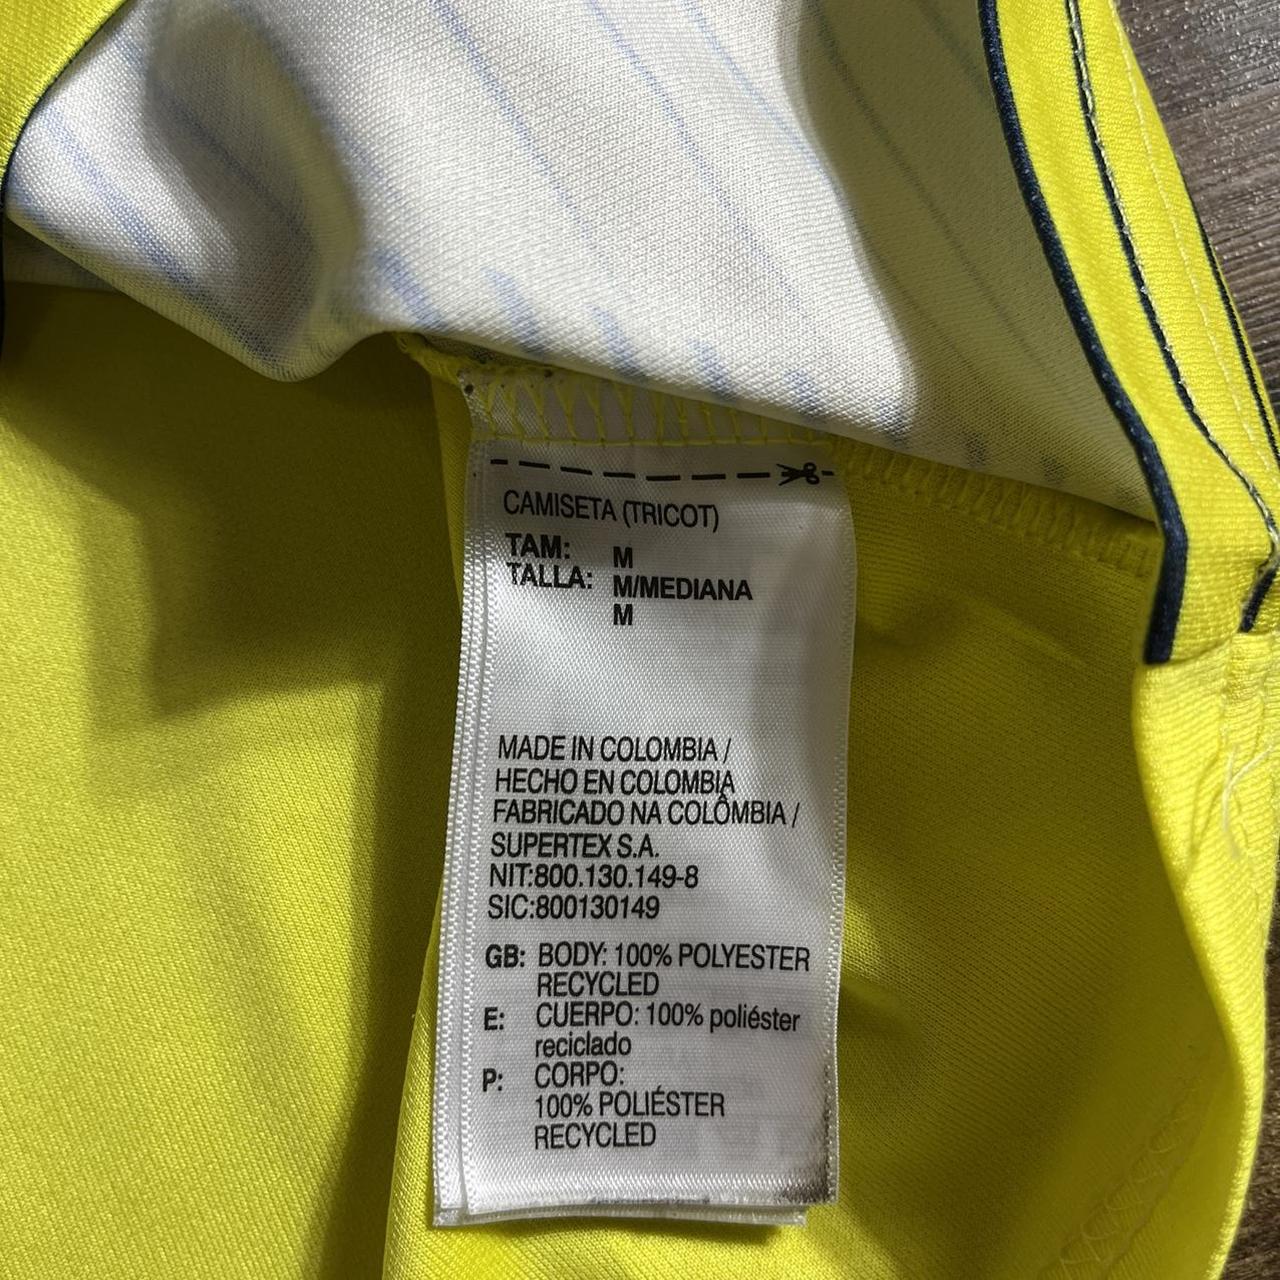 CAMISETA (TRICOT)
TAM: M
TALLA: M/MEDIANA
M
MADE IN COLOMBIA /
HECHO EN COLOMBIA
FABRICADO NA COLÔMBIA /
SUPERTEX S.A.
NIT:800.130.149-8
SIC:800130149
GB: BODY: 100% POLYESTER
RECYCLED
E: CUERPO: 100% poliéster
reciclado
P: CORPO:
100% POLIÉSTER
RECYCLED